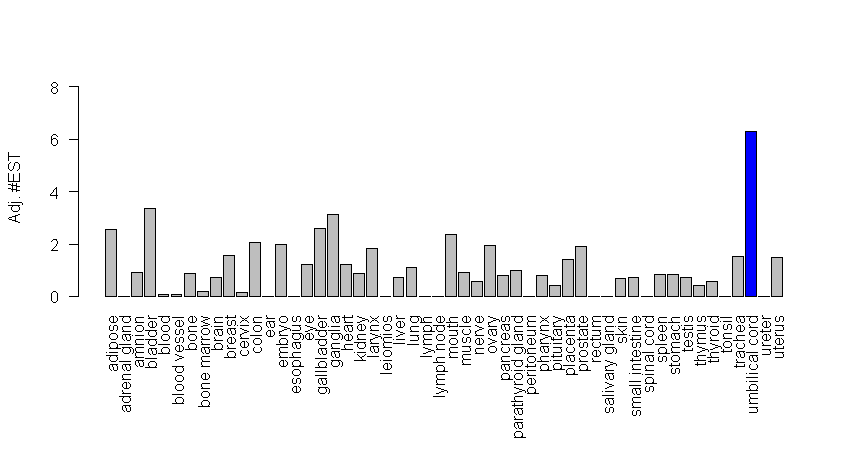 Adj. #EST
8
6
4
2
0
adipose
adrenal gland
amnion
bladder
blood
blood vessel
bone
bone marrow
brain
breast
cervix
colon
ear
embryo
esophagus
eye
gallbladder
ganglia
heart
kidney
larynx
leiomios
liver
lung
lymph
lymph node
mouth
muscle
nerve
ovary
pancreas
parathyroid gland
peritoneum
pharynx
pituitary
placenta
prostate
rectum
salivary gland
skin
small intestine
spinal cord
spleen
stomach
testis
thymus
thyroid
tonsil
trachea
umbilical cord
ureter
uterus